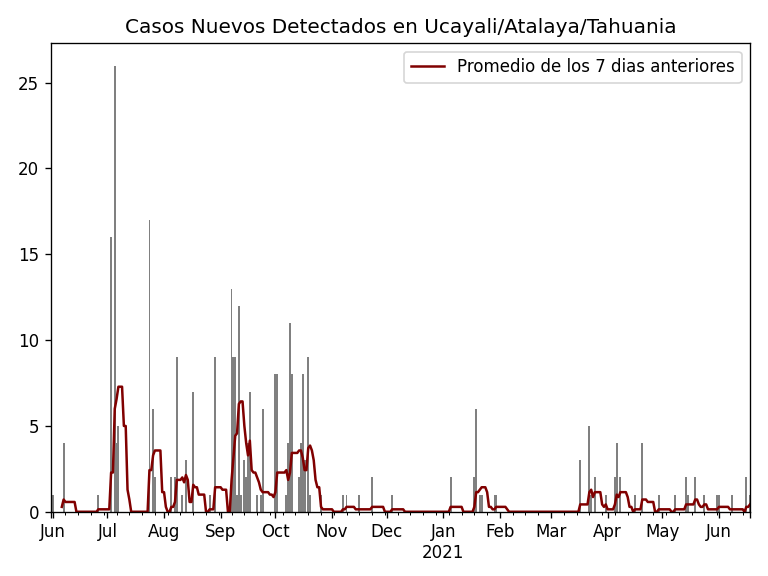 Casos Nuevos Detectados en Ucayali/Atalaya/Tahuania
Promedio de los 7 dias anteriores
25
20
15
10
5
0
Jun Jul Aug Sep Oct Nov Dec Jan Feb Mar Apr May Jun
2021